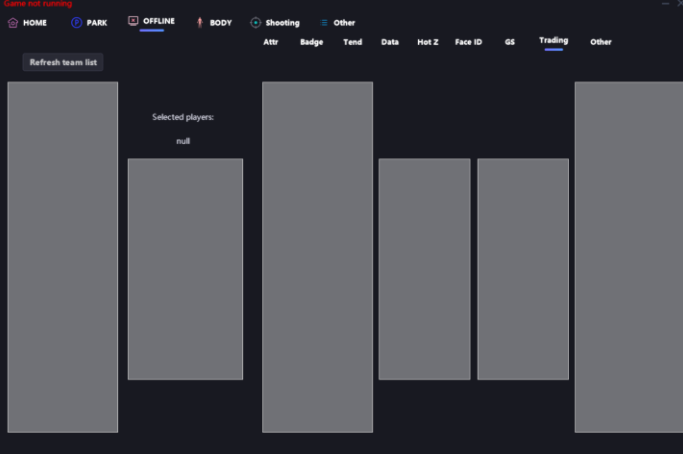 Game not running
HOME PARK OFFLINE BODY Shooting Other
Attr Badge Tend Data Hot Z Face ID GS Trading Other
Refresh team list
Selected players:
null